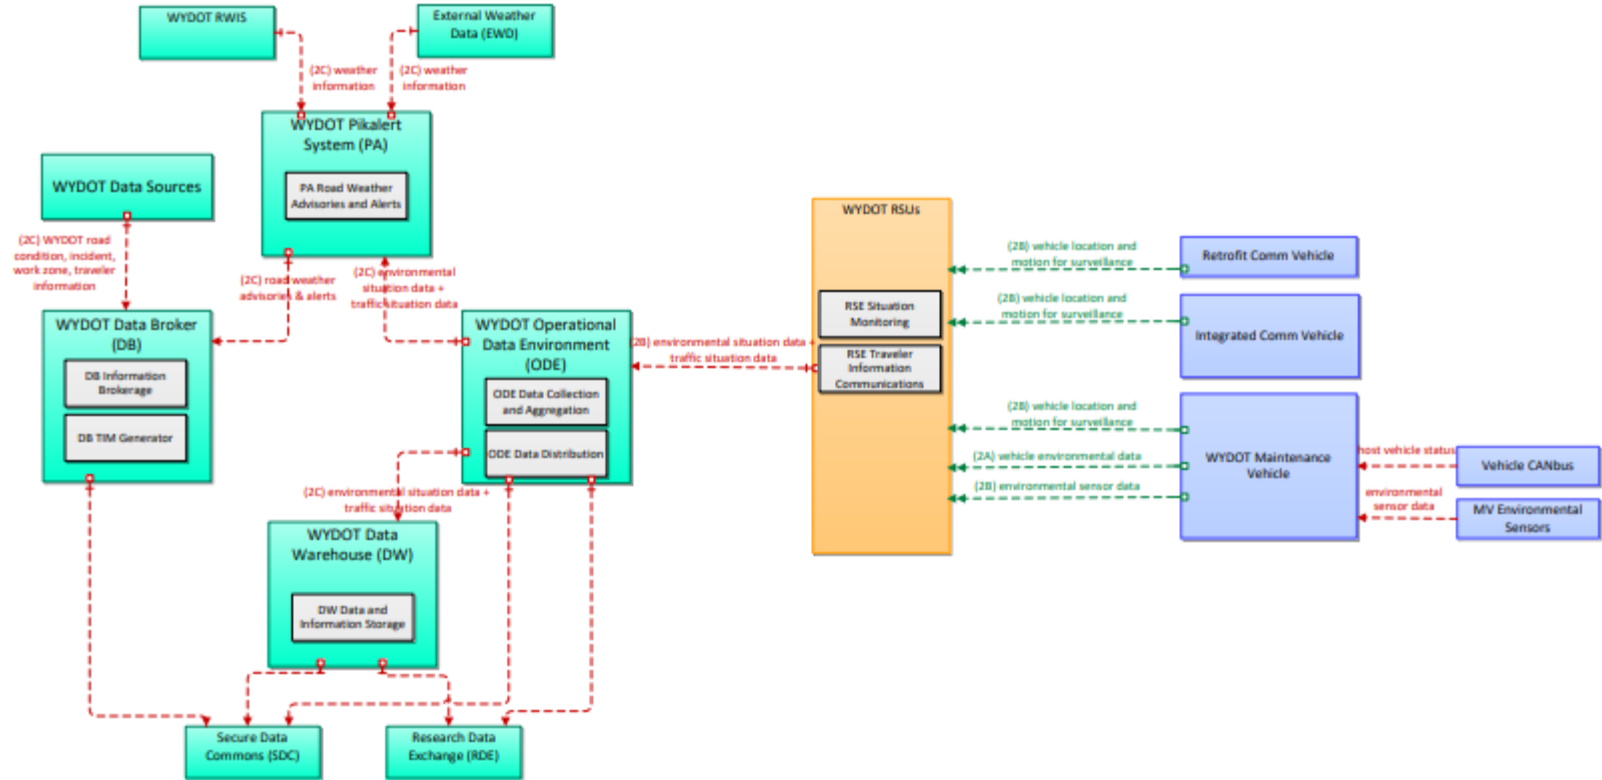 WYDOT RWIS
External Weather
Data (EWD)
(2C) weather
information
(2C) weather
information
WYDOT Pikalert
System (PA)
PA Road Weather
Advisories and Alerts
WYDOT Data Sources
(2C) WYDOT road
condition, incident,
work zone, traveler
information
(2C) road weather
advisories & alerts
(2C) environmental
situation data +
traffic situation data
WYDOT Data Broker
(DB)
DB Information
Brokerage
DB TIM Generator
WYDOT Operational
Data Environment
(ODE)
ODE Data Collection
and Aggregation
ODE Data Distribution
(2B) environmental situation data +
traffic situation data
WYDOT RSUs
RSE Situation
Monitoring
RSE Traveler
Information
Communications
(2B) vehicle location and
motion for surveillance
Retrofit Comm Vehicle
(2B) vehicle location and
motion for surveillance
Integrated Comm Vehicle
(2B) vehicle location and
motion for surveillance
(2A) vehicle environmental data
(2B) environmental sensor data
WYDOT Maintenance
Vehicle
host vehicle status
Vehicle CANbus
environmental
sensor data
MV Environmental
Sensors
(2C) environmental situation data +
traffic situation data
WYDOT Data
Warehouse (DW)
DW Data and
Information Storage
Secure Data
Commons (SDC)
Research Data
Exchange (RDE)